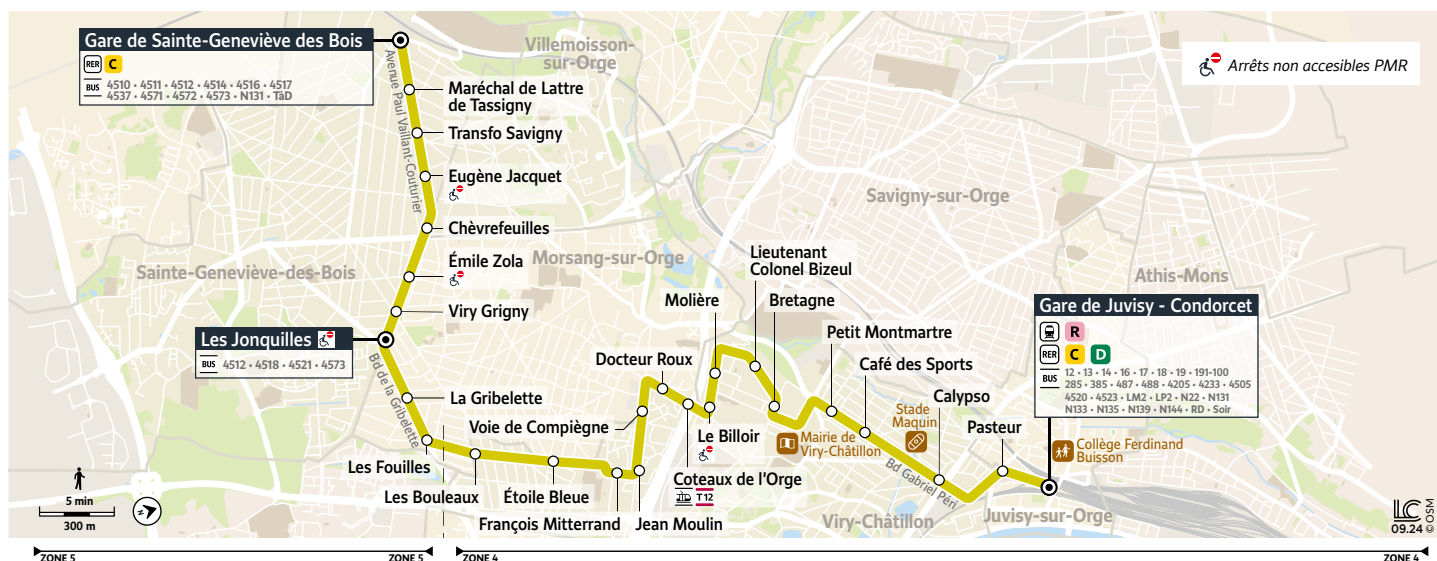 Gare de Sainte-Geneviève des Bois
RER C
BUS 4510 • 4511 • 4512 • 4514 • 4516 • 4517
4537 • 4571 • 4572 • 4573 • N131 • TàD
Villemoisson-
sur-Orge
Arrêts non accesibles PMR
Avenue Paul Vaillant-Couturier
Maréchal de Lattre
de Tassigny
Transfo Savigny
Eugène Jacquet
Savigny-sur-Orge
Chèvrefeuilles
Émile Zola
Morsang-sur-Orge
Sainte-Geneviève-des-Bois
Lieutenant
Colonel Bizeul
Athis-Mons
Viry Grigny
Molière
Bretagne
Gare de Juvisy - Condorcet
R
RER C D
BUS 12 • 13 • 14 • 16 • 17 • 18 • 19 • 191-100
285 • 385 • 487 • 488 • 4205 • 4233 • 4505
4520 • 4523 • LM2 • LP2 • N22 • N131
N133 • N135 • N139 • N144 • RD • Soir
Les Jonquilles
BUS 4512 • 4518 • 4521 • 4573
Petit Montmartre
Docteur Roux
Café des Sports
Bd de la Gribelette
La Gribelette
Calypso
Voie de Compiègne
Stade
Maquin
Pasteur
Le Billoir
Mairie de
Viry-Châtillon
Collège Ferdinand
Buisson
Les Fouilles
Coteaux de l'Orge
T12
Bd Gabriel Péri
Les Bouleaux
Étoile Bleue
François Mitterrand
Jean Moulin
Viry-Châtillon
Juvisy-sur-Orge
5 min
300 m
LC
09.24
© OSM
ZONE 5
ZONE 5
ZONE 4
ZONE 4